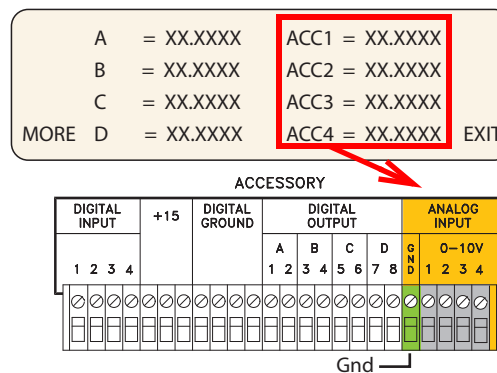 A = XX.XXXX ACC1 = XX.XXXX
B = XX.XXXX ACC2 = XX.XXXX
C = XX.XXXX ACC3 = XX.XXXX
MORE D = XX.XXXX ACC4 = XX.XXXX EXIT
ACCESSORY
DIGITAL INPUT +15 DIGITAL GROUND DIGITAL OUTPUT ANALOG INPUT
A B C D GND 0-10V
1 2 3 4 1 2 3 4 5 6 7 8 1 2 3 4
Gnd